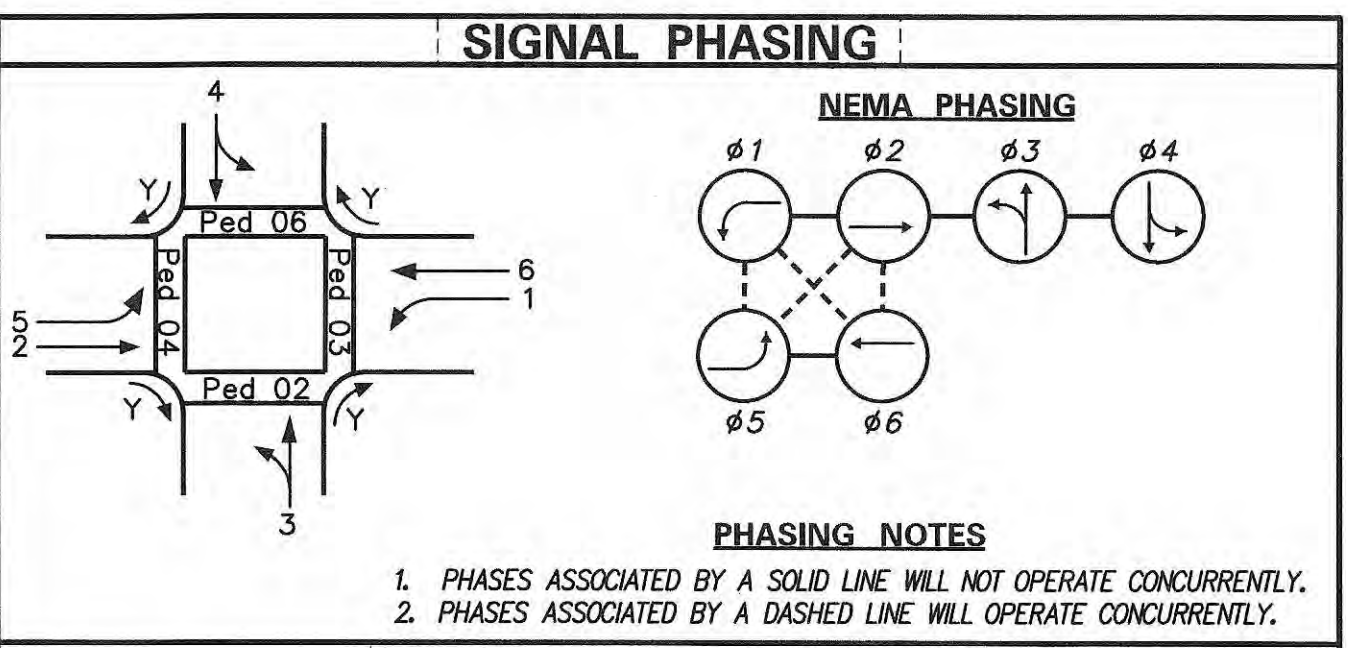 SIGNAL PHASING
4
Y
Y
Ped 06
Ped 04
Ped 03
6
1
5
2
Ped 02
Y
Y
3
NEMA PHASING
ø1 ø2 ø3 ø4
ø5 ø6
PHASING NOTES
1. PHASES ASSOCIATED BY A SOLID LINE WILL NOT OPERATE CONCURRENTLY.
2. PHASES ASSOCIATED BY A DASHED LINE WILL OPERATE CONCURRENTLY.